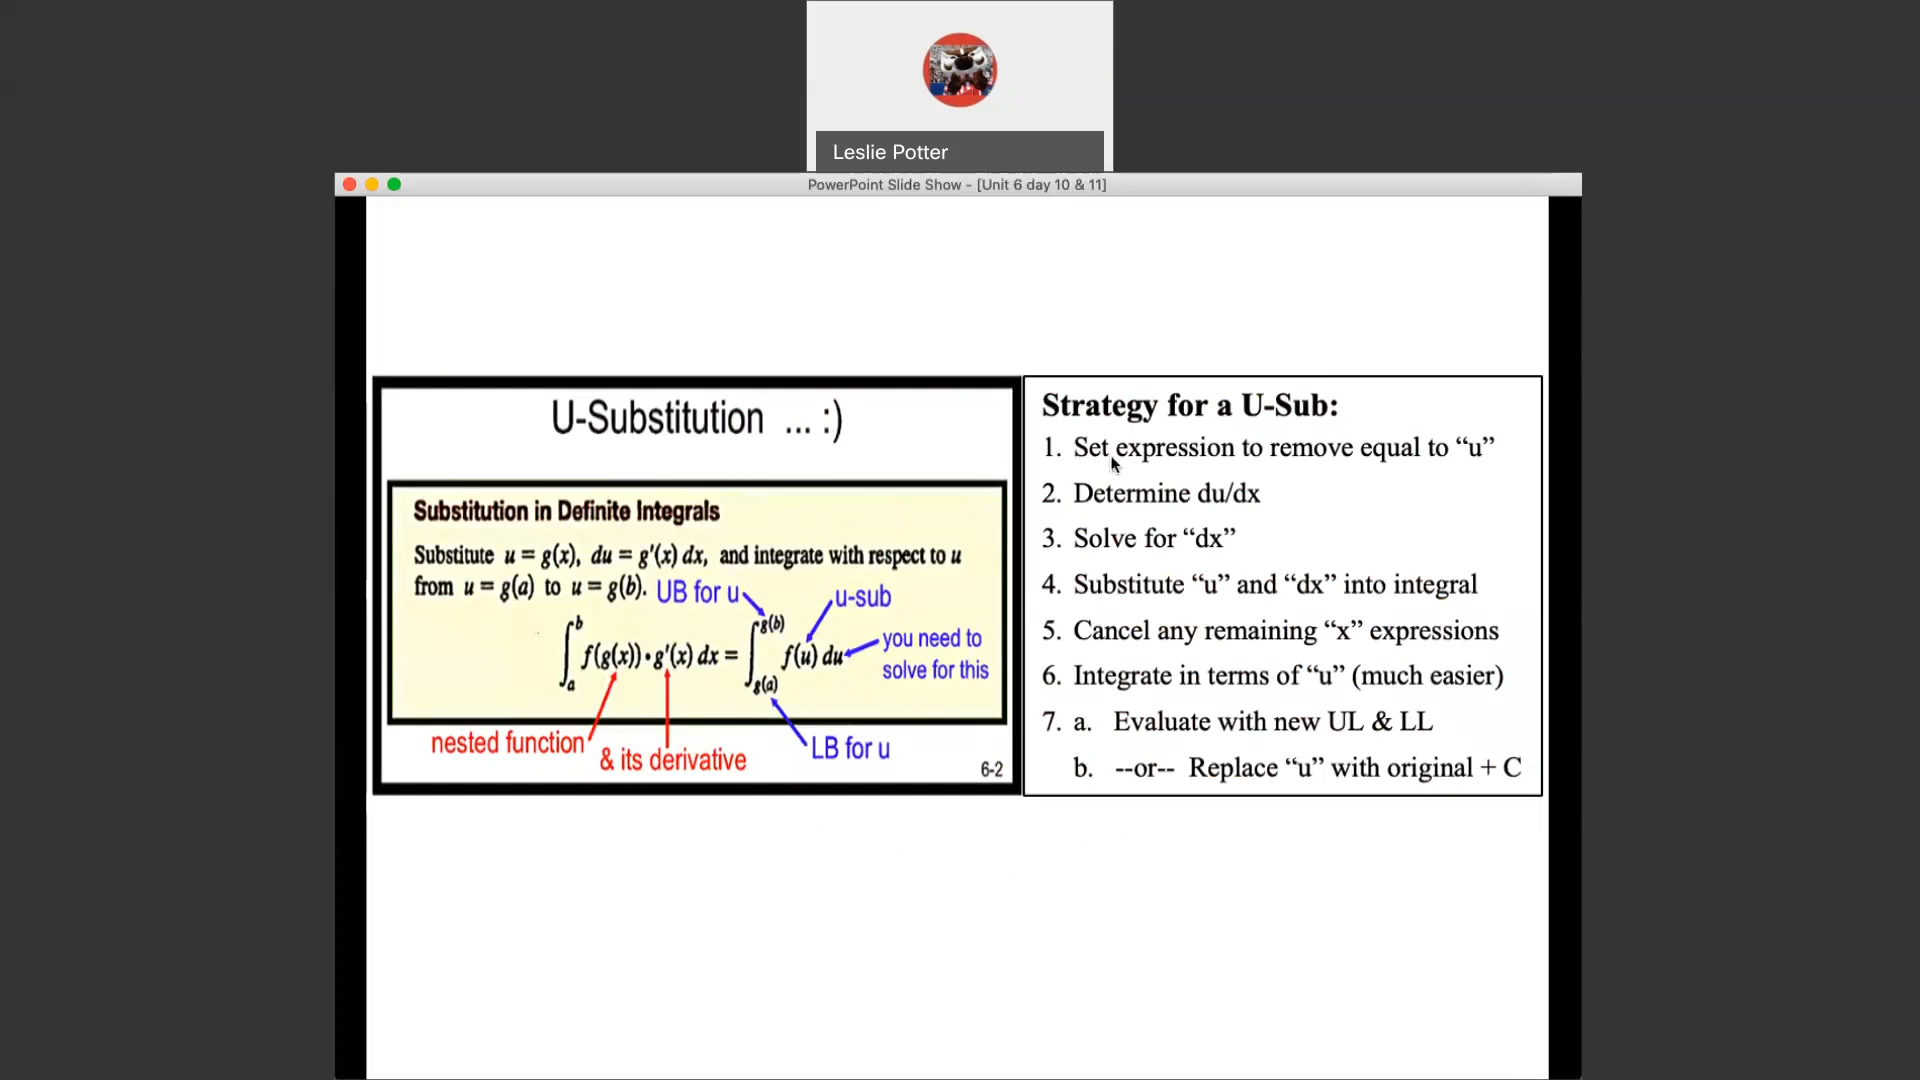 Leslie Potter
PowerPoint Slide Show - [Unit 6 day 10 & 11]
U-Substitution ... :)
Substitution in Definite Integrals
Substitute u = g(x), du = g'(x) dx, and integrate with respect to u
from u = g(a) to u = g(b). UB for u
u-sub
∫_a^b f(g(x)) • g'(x) dx = ∫_{g(a)}^{g(b)} f(u) du
you need to
solve for this
nested function
& its derivative
LB for u
6-2
Strategy for a U-Sub:
1. Set expression to remove equal to “u”
2. Determine du/dx
3. Solve for “dx”
4. Substitute “u” and “dx” into integral
5. Cancel any remaining “x” expressions
6. Integrate in terms of “u” (much easier)
7. a. Evaluate with new UL & LL
b. --or-- Replace “u” with original + C